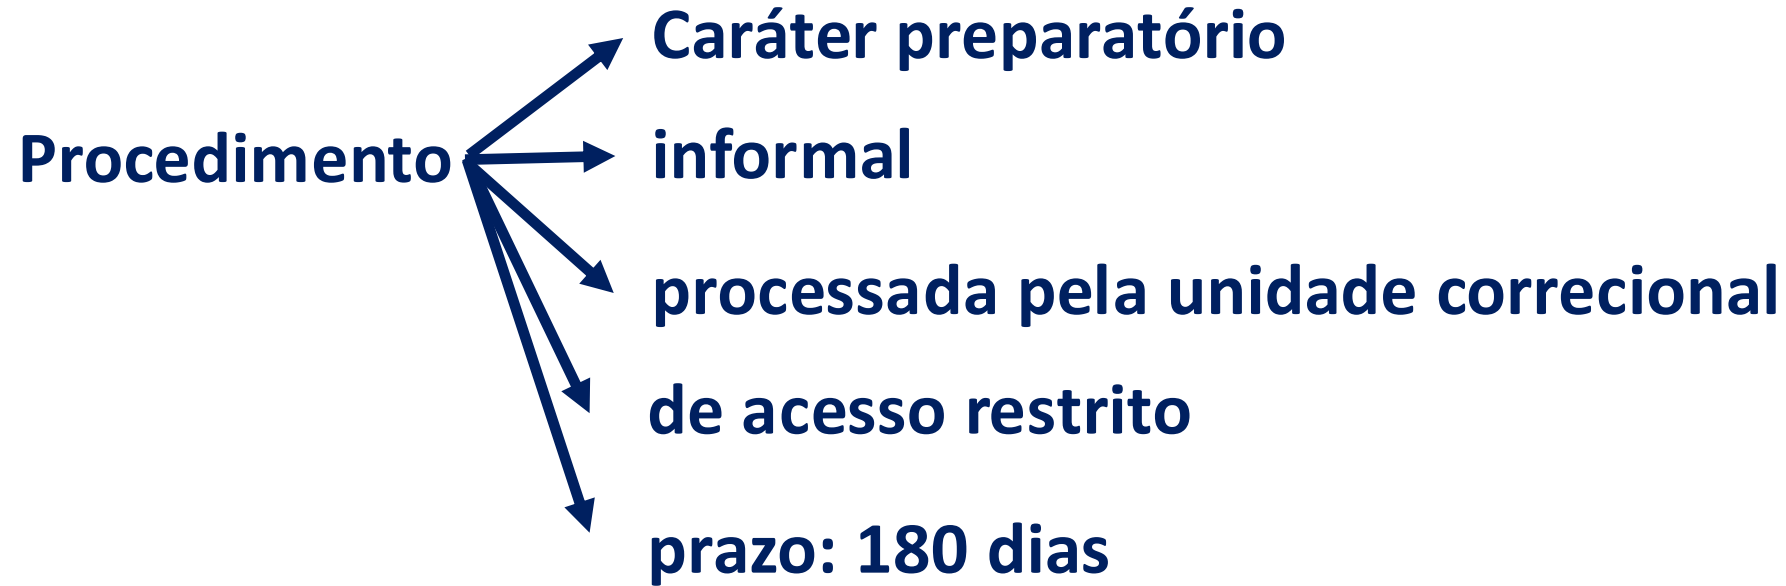 Caráter preparatório
Procedimento
informal
processada pela unidade correcional
de acesso restrito
prazo: 180 dias